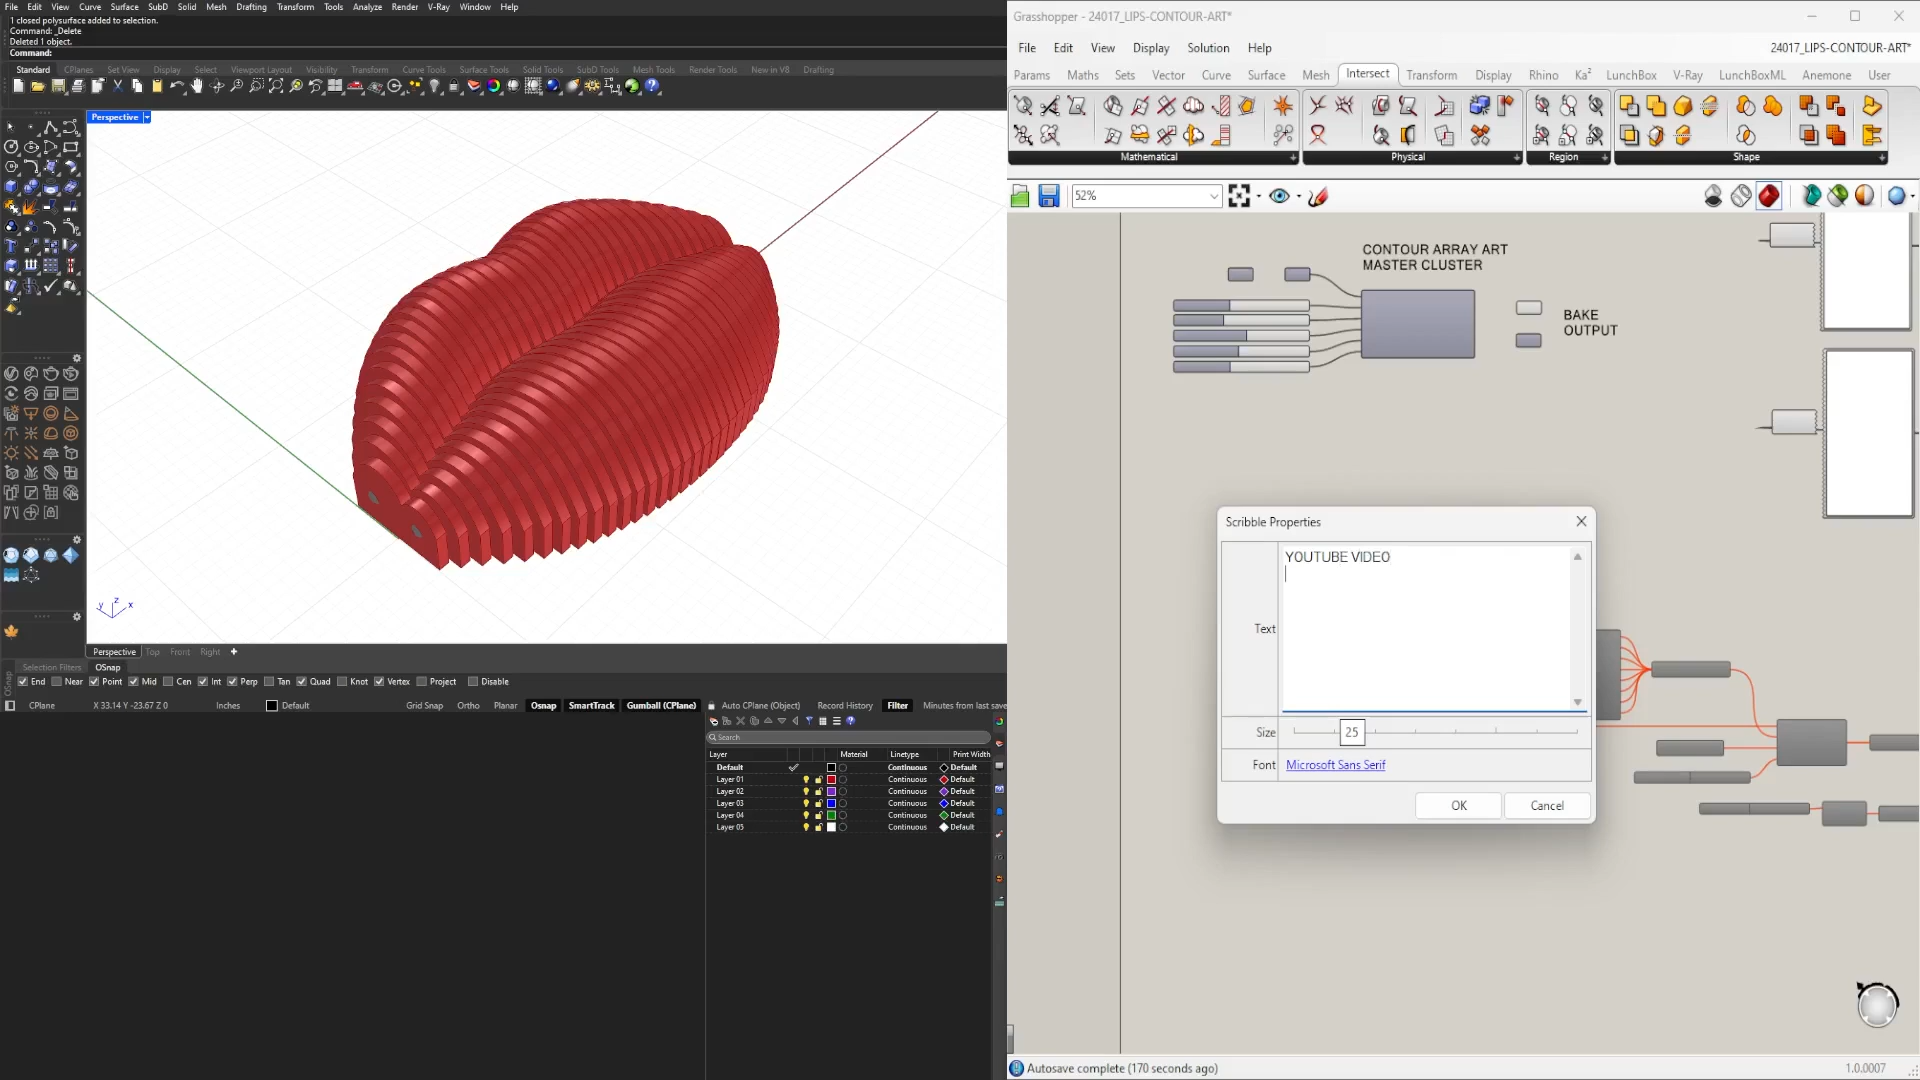 File Edit View Curve Surface SubD Solid Mesh Drafting Transform Tools Analyze Render V-Ray Window Help
1 closed polysurface added to selection.
Command: _Delete
Deleted 1 object.
Command:
Standard CPlanes Set View Display Select Viewport Layout Visibility Transform Curve Tools Surface Tools Solid Tools SubD Tools Mesh Tools Render Tools New in V8 Drafting
Perspective
z
y x
Perspective Top Front Right
Selection Filters OSnap
OSnap
End Near Point Mid Cen Int Perp Tan Quad Knot Vertex Project Disable
CPlane X 33.14 Y -23.67 Z 0 Inches Default Grid Snap Ortho Planar Osnap SmartTrack Gumball (CPlane) Auto CPlane (Object) Record History Filter Minutes from last save
Search
Layer Material Linetype Print Width
Default Continuous Default
Layer 01 Continuous Default
Layer 02 Continuous Default
Layer 03 Continuous Default
Layer 04 Continuous Default
Layer 05 Continuous Default
Grasshopper - 24017_LIPS-CONTOUR-ART*
File Edit View Display Solution Help
24017_LIPS-CONTOUR-ART*
Params Maths Sets Vector Curve Surface Mesh Intersect Transform Display Rhino Ka² LunchBox V-Ray LunchBoxML Anemone User
Mathematical Physical Region Shape
52%
CONTOUR ARRAY ART
MASTER CLUSTER
BAKE
OUTPUT
Scribble Properties
YOUTUBE VIDEO
Text
Size 25
Font Microsoft Sans Serif
OK Cancel
Autosave complete (170 seconds ago)
1.0.0007